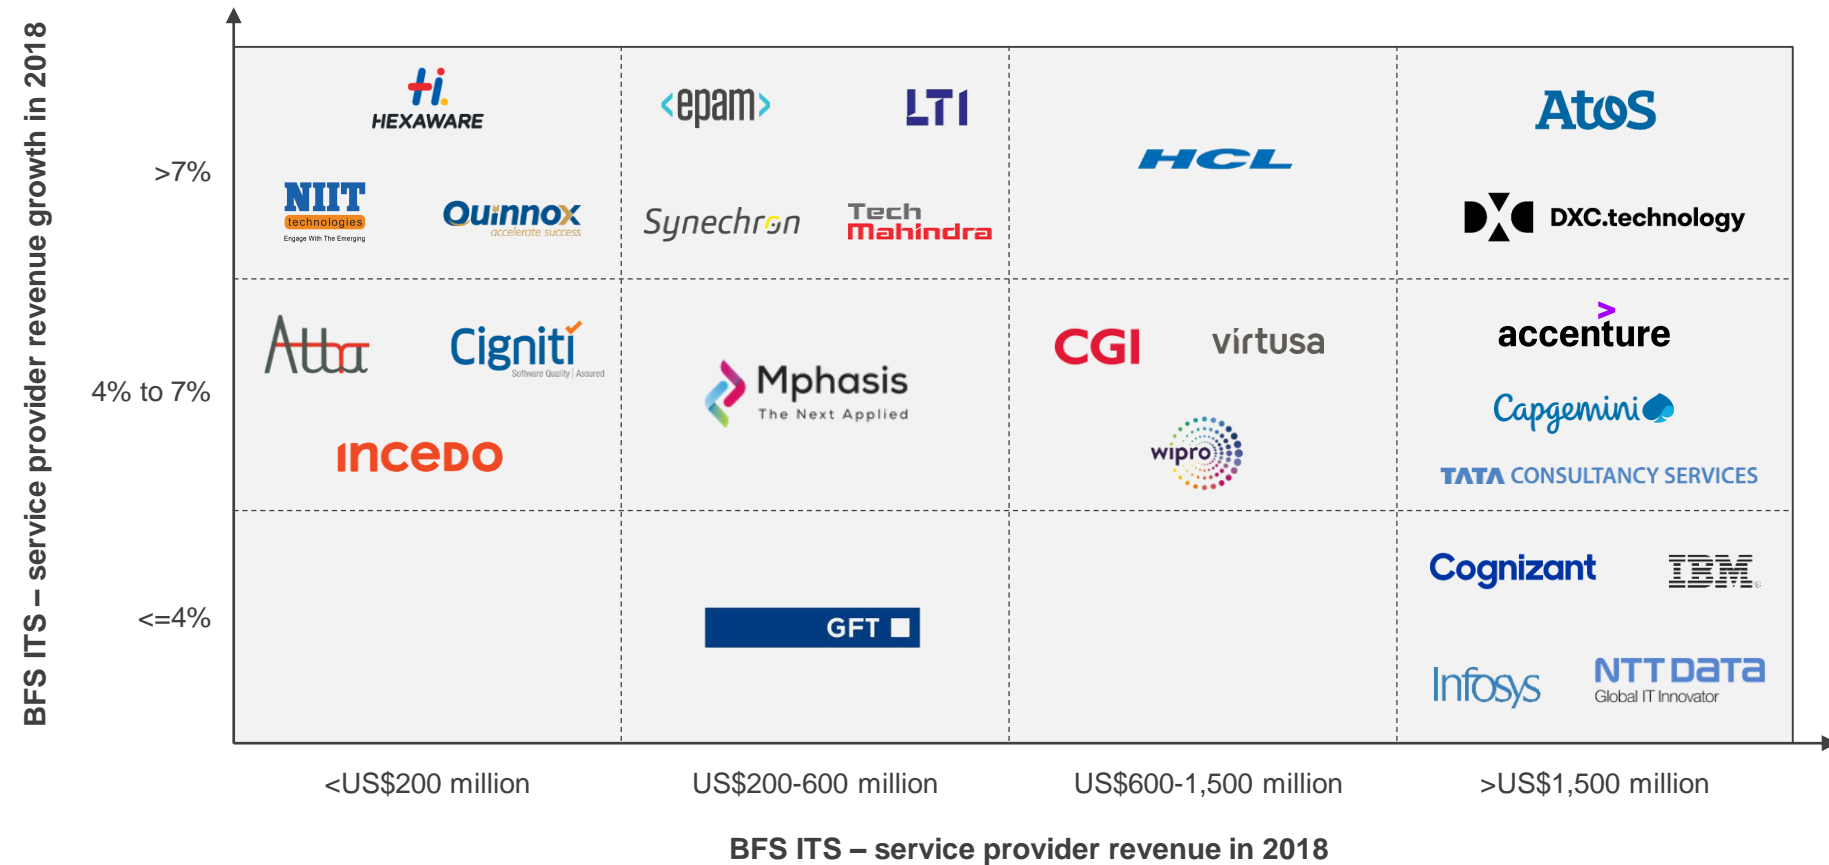 BFS ITS – service provider revenue growth in 2018
>7%
Hi.
HEXAWARE
NIIT
technologies
Engage With The Emerging
Quinnox
accelerate success
<epam>
LTI
Synechron
Tech
Mahindra
HCL
Atos
DXC.technology
4% to 7%
Attra
Cigniti
Software Quality | Assured
INCEDO
Mphasis
The Next Applied
CGI
virtusa
wipro
>
accenture
Capgemini
TATA CONSULTANCY SERVICES
<=4%
GFT
Cognizant
IBM®
Infosys
NTT DATA
Global IT Innovator
<US$200 million
US$200-600 million
US$600-1,500 million
>US$1,500 million
BFS ITS – service provider revenue in 2018